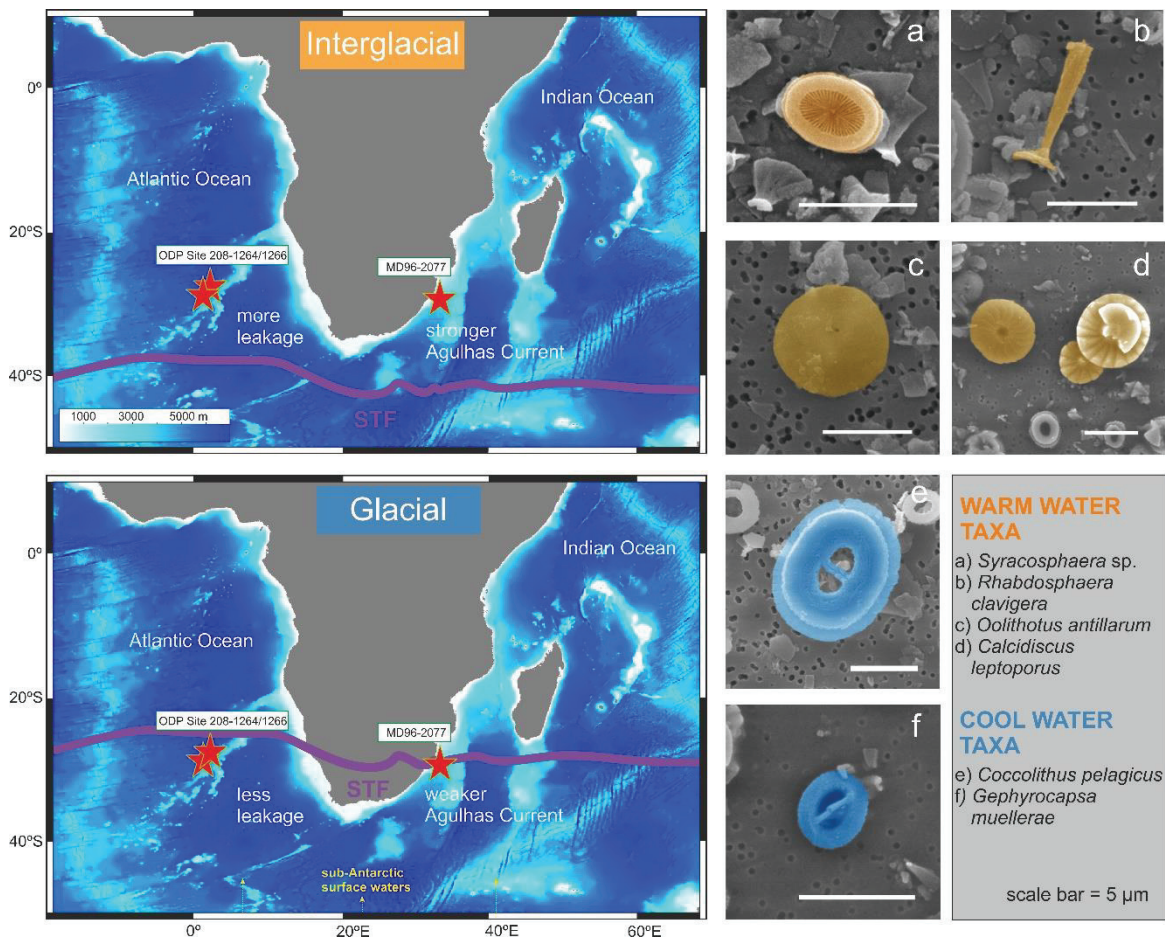 Interglacial
0°
20°S
40°S
Atlantic Ocean
Indian Ocean
ODP Site 208-1264/1266
MD96-2077
more
leakage
stronger
Agulhas Current
STF
1000 3000 5000 m
Glacial
0°
20°S
40°S
Atlantic Ocean
Indian Ocean
ODP Site 208-1264/1266
MD96-2077
STF
less
leakage
weaker
Agulhas Current
sub-Antarctic
surface waters
0° 20°E 40°E 60°E
a
b
c
d
e
f
WARM WATER
TAXA
a) Syracosphaera sp.
b) Rhabdosphaera
clavigera
c) Oolithotus antillarum
d) Calcidiscus
leptoporus
COOL WATER
TAXA
e) Coccolithus pelagicus
f) Gephyrocapsa
muellerae
scale bar = 5 µm